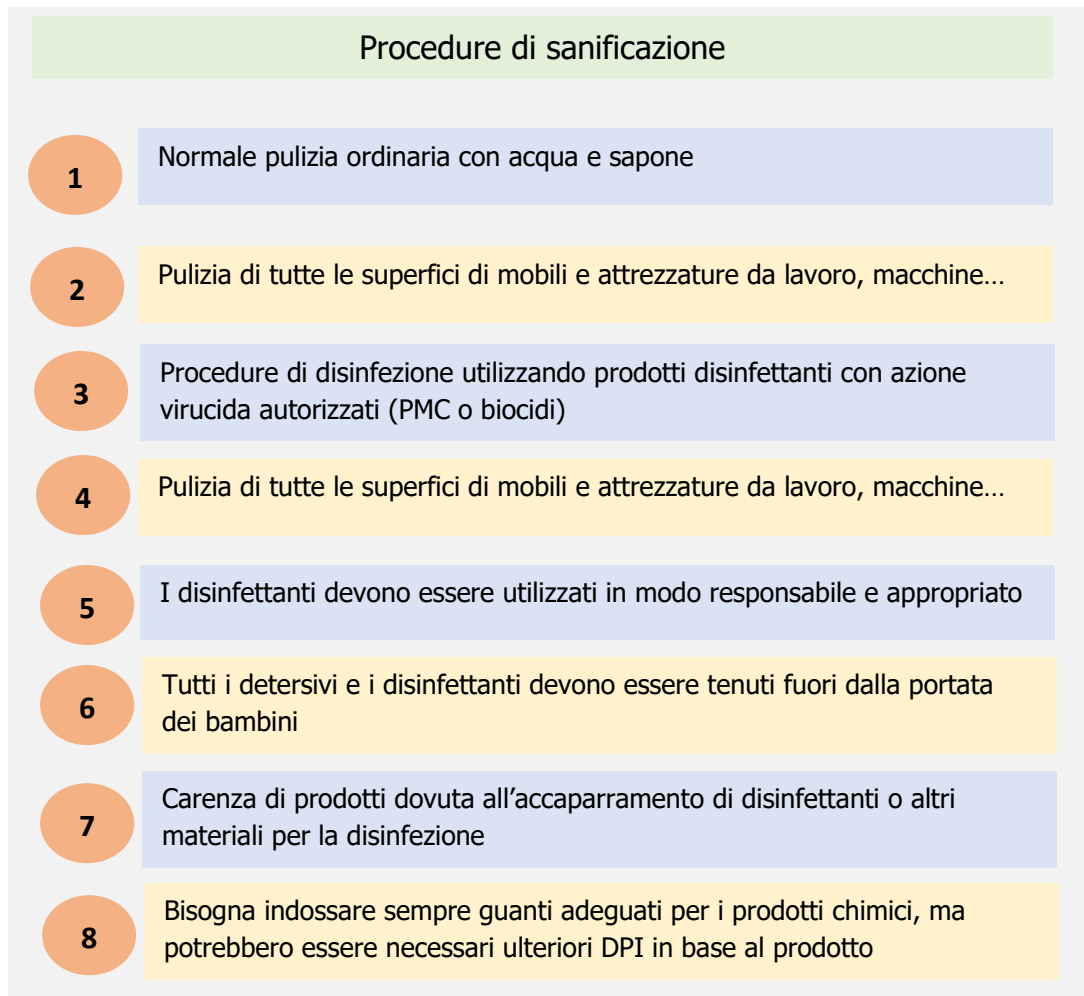 Procedure di sanificazione
1
Normale pulizia ordinaria con acqua e sapone
2
Pulizia di tutte le superfici di mobili e attrezzature da lavoro, macchine…
3
Procedure di disinfezione utilizzando prodotti disinfettanti con azione
virucida autorizzati (PMC o biocidi)
4
Pulizia di tutte le superfici di mobili e attrezzature da lavoro, macchine…
5
I disinfettanti devono essere utilizzati in modo responsabile e appropriato
6
Tutti i detersivi e i disinfettanti devono essere tenuti fuori dalla portata
dei bambini
7
Carenza di prodotti dovuta all’accaparramento di disinfettanti o altri
materiali per la disinfezione
8
Bisogna indossare sempre guanti adeguati per i prodotti chimici, ma
potrebbero essere necessari ulteriori DPI in base al prodotto